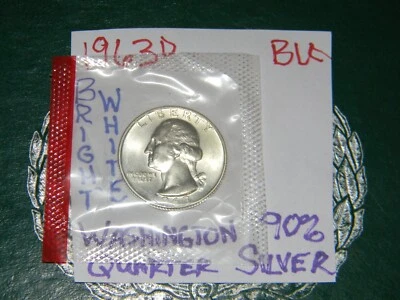 1963D BU
BRIGHT
WHITE
LIBERTY
WASHINGTON 90%
QUARTER SILVER